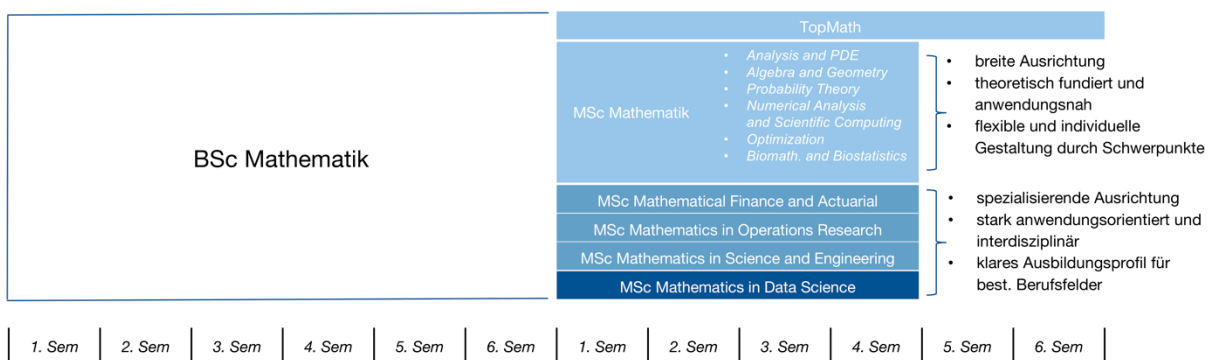 TopMath
BSc Mathematik
MSc Mathematik
• Analysis and PDE
• Algebra and Geometry
• Probability Theory
• Numerical Analysis
and Scientific Computing
• Optimization
• Biomath. and Biostatistics
• breite Ausrichtung
• theoretisch fundiert und
anwendungsnah
• flexible und individuelle
Gestaltung durch Schwerpunkte
MSc Mathematical Finance and Actuarial
MSc Mathematics in Operations Research
MSc Mathematics in Science and Engineering
MSc Mathematics in Data Science
• spezialisierende Ausrichtung
• stark anwendungsorientiert und
interdisziplinär
• klares Ausbildungsprofil für
best. Berufsfelder
1. Sem 2. Sem 3. Sem 4. Sem 5. Sem 6. Sem 1. Sem 2. Sem 3. Sem 4. Sem 5. Sem 6. Sem